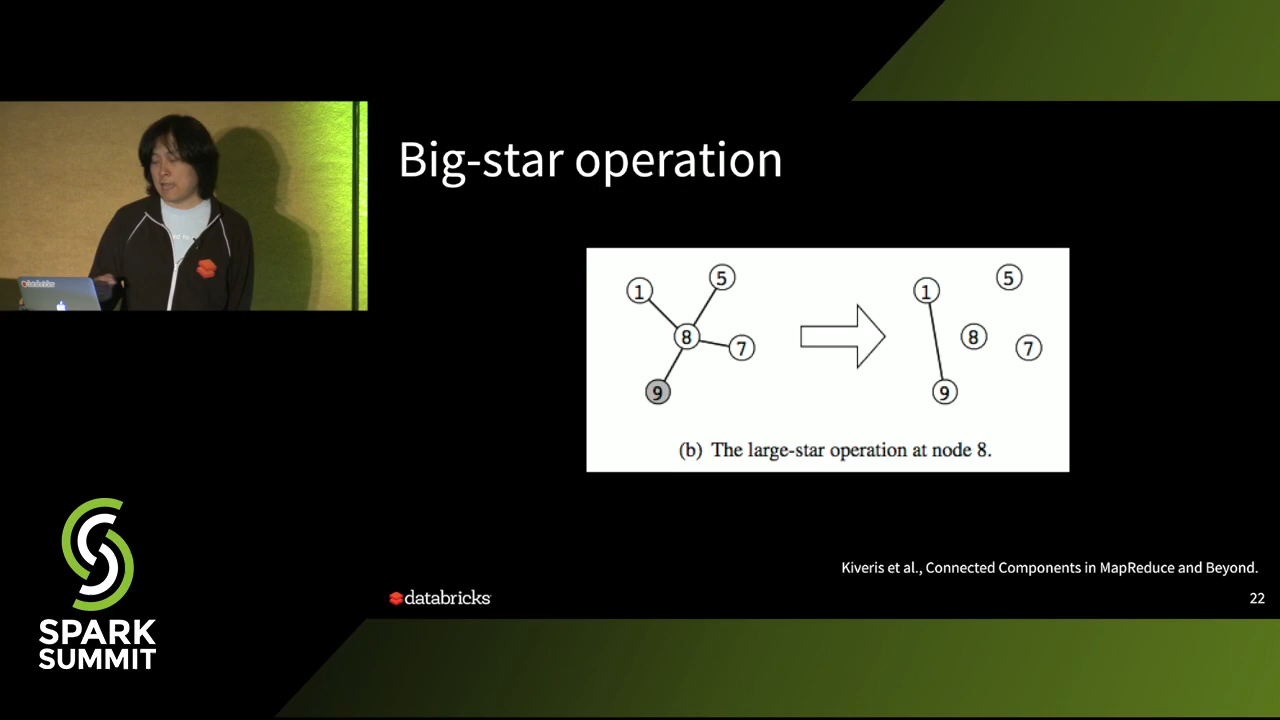 Big-star operation
1
5
8
7
9
1
5
8
7
9
(b) The large-star operation at node 8.
Kiveris et al., Connected Components in MapReduce and Beyond.
databricks
22
SPARK
SUMMIT